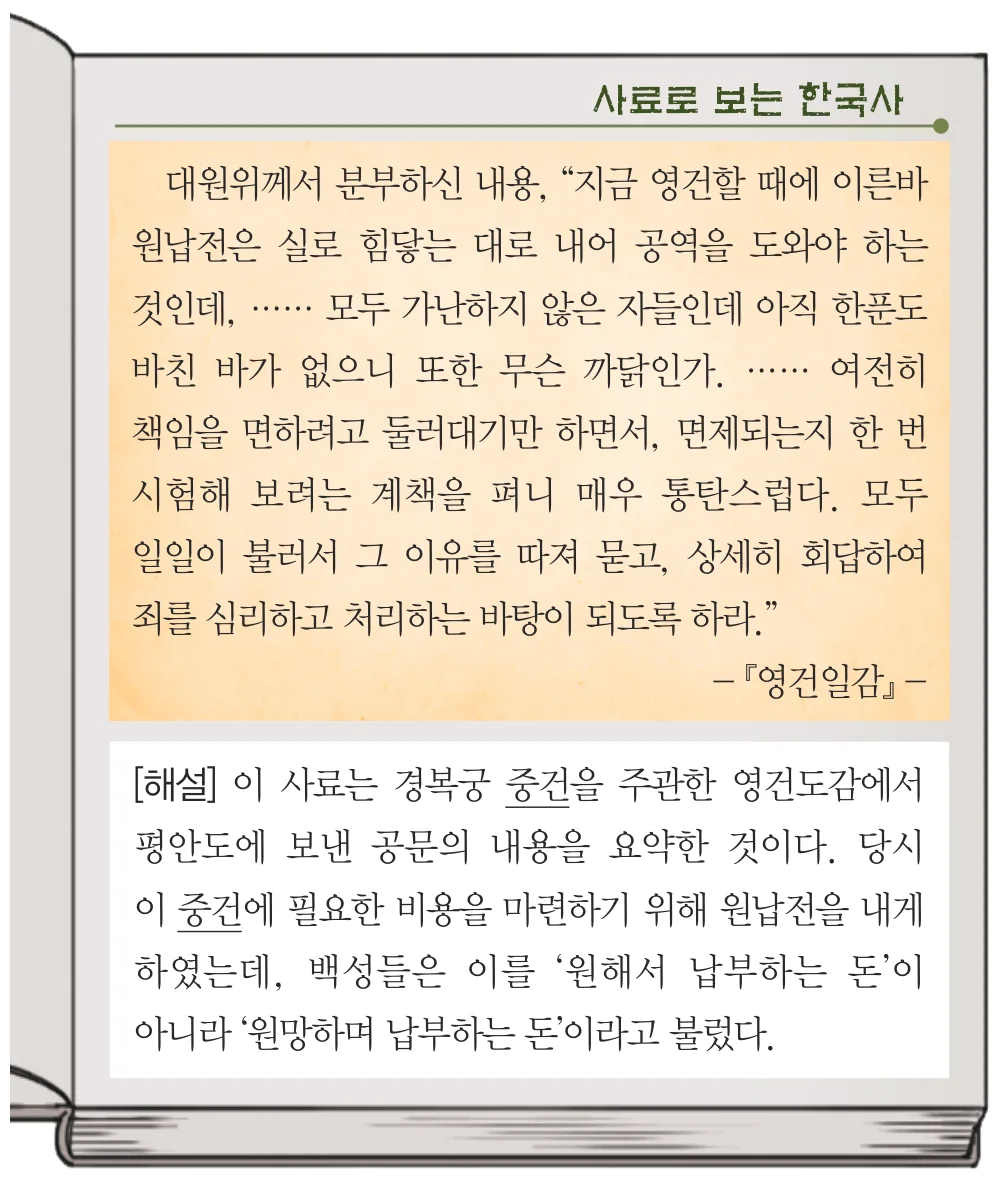 사료로 보는 한국사
대원위께서 분부하신 내용, “지금 영건할 때에 이른바
원납전은 실로 힘닿는 대로 내어 공역을 도와야 하는
것인데, …… 모두 가난하지 않은 자들인데 아직 한푼도
바친 바가 없으니 또한 무슨 까닭인가. …… 여전히
책임을 면하려고 둘러대기만 하면서, 면제되는지 한 번
시험해 보려는 계책을 펴니 매우 통탄스럽다. 모두
일일이 불러서 그 이유를 따져 묻고, 상세히 회답하여
죄를 심리하고 처리하는 바탕이 되도록 하라.”
－『영건일감』－
[해설] 이 사료는 경복궁 중건을 주관한 영건도감에서
평안도에 보낸 공문의 내용을 요약한 것이다. 당시
이 중건에 필요한 비용을 마련하기 위해 원납전을 내게
하였는데, 백성들은 이를 ‘원해서 납부하는 돈’이
아니라 ‘원망하며 납부하는 돈’이라고 불렀다.